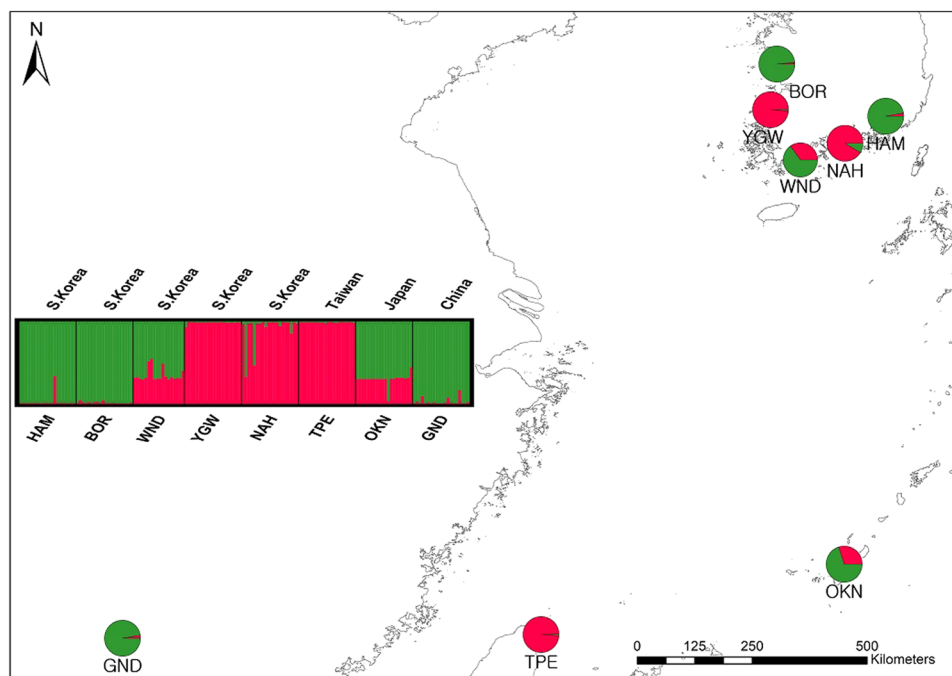 N
BOR
YGW
HAM
NAH
WND
S.Korea S.Korea S.Korea S.Korea S.Korea Taiwan Japan China
HAM BOR WND YGW NAH TPE OKN GND
OKN
GND
TPE
0 125 250 500
Kilometers